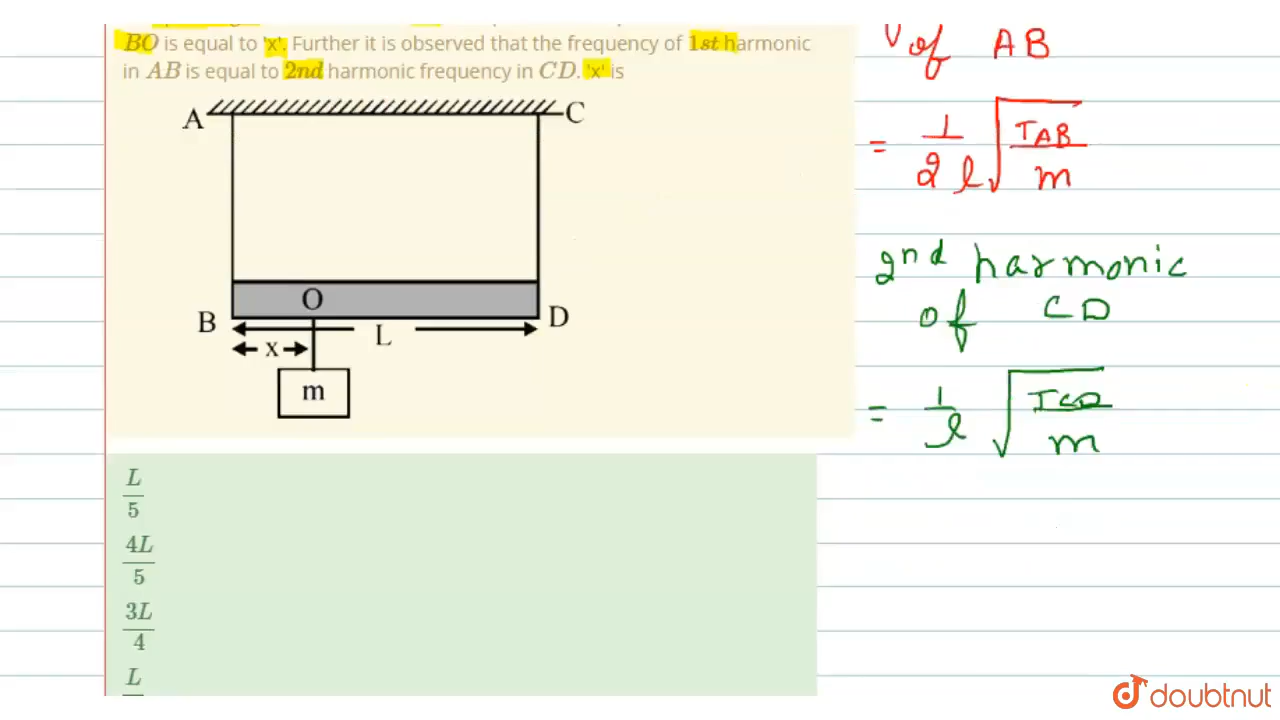 BO is equal to 'x'. Further it is observed that the frequency of 1st harmonic
in AB is equal to 2nd harmonic frequency in CD. 'x' is
A
C
O
B
D
L
x
m
L/5
4L/5
3L/4
L
ν of AB
= 1/2l √(TAB/m)
2nd harmonic
of CD
= 1/l √(TCD/m)
doubtnut